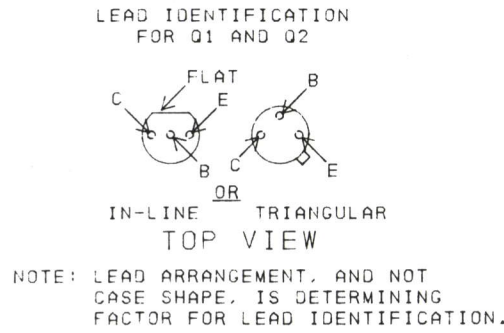 LEAD IDENTIFICATION
FOR Q1 AND Q2
FLAT
C
E
B
B
C
E
OR
IN-LINE TRIANGULAR
TOP VIEW
NOTE: LEAD ARRANGEMENT, AND NOT
CASE SHAPE, IS DETERMINING
FACTOR FOR LEAD IDENTIFICATION.